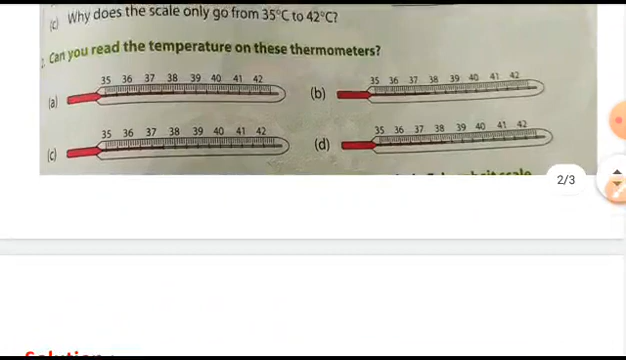 (c) Why does the scale only go from 35°C to 42°C?
Can you read the temperature on these thermometers?
35 36 37 38 39 40 41 42
(a)
35 36 37 38 39 40 41 42
(b)
35 36 37 38 39 40 41 42
(c)
35 36 37 38 39 40 41 42
(d)
scale
2/3